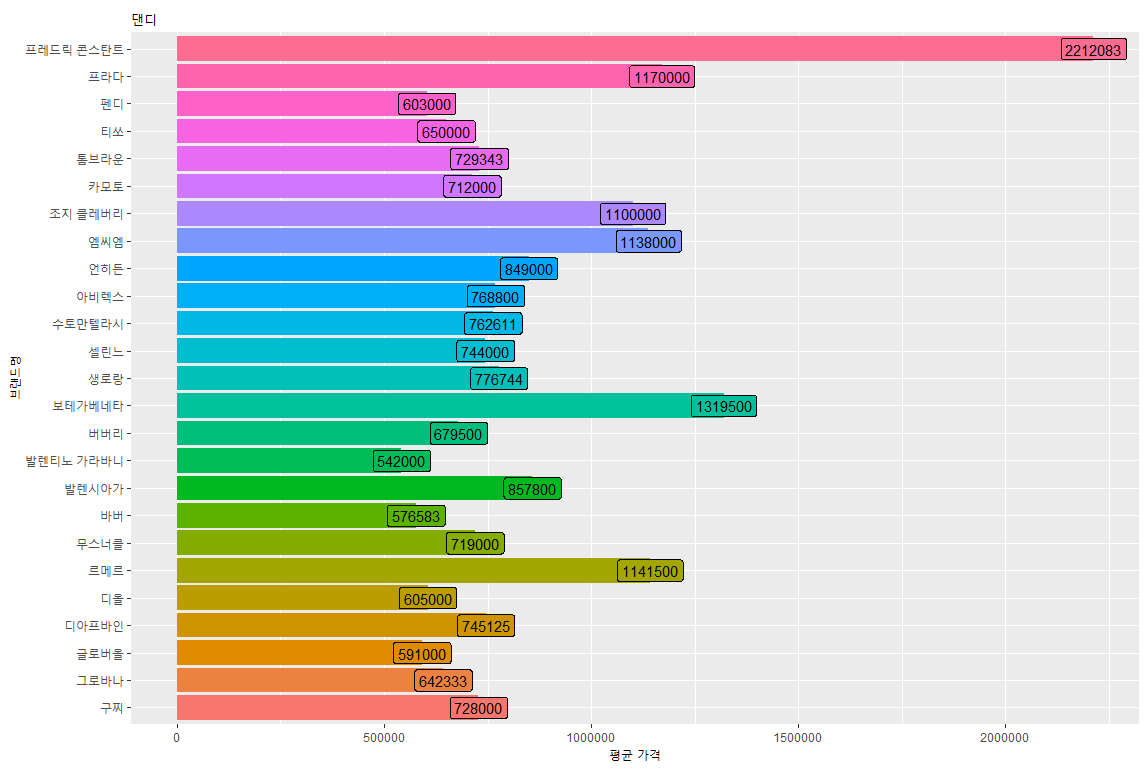 댄디
프레드릭 콘스탄트 2212083
프라다 1170000
펜디 603000
티쏘 650000
톰브라운 729343
카모토 712000
조지 클레버리 1100000
엠씨엠 1138000
언히든 849000
아비렉스 768800
수토만텔라시 762611
셀린느 744000
생로랑 776744
보테가베네타 1319500
버버리 679500
발렌티노 가라바니 542000
발렌시아가 857800
바버 576583
무스너클 719000
르메르 1141500
디올 605000
디아프바인 745125
글로버올 591000
그로바나 642333
구찌 728000
브랜드명
0 500000 1000000 1500000 2000000
평균 가격